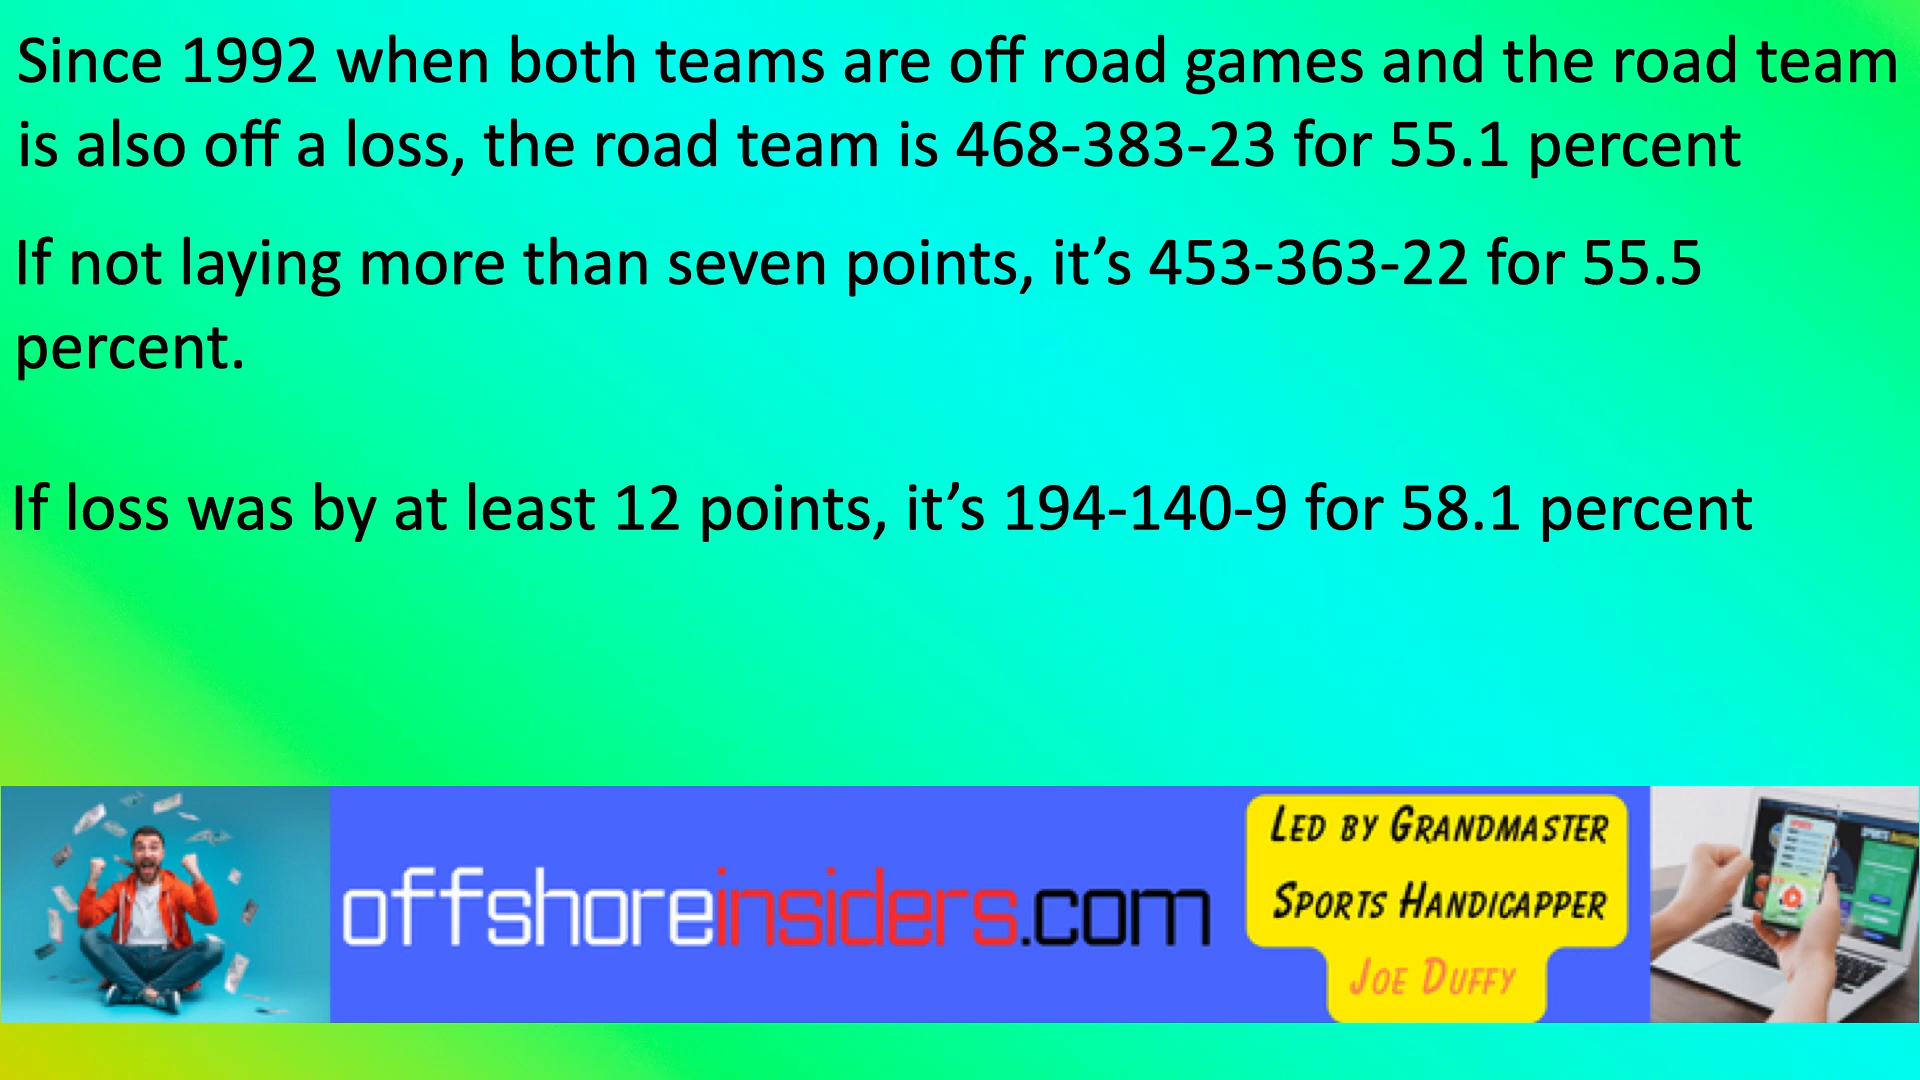 Since 1992 when both teams are off road games and the road team
is also off a loss, the road team is 468-383-23 for 55.1 percent
If not laying more than seven points, it’s 453-363-22 for 55.5
percent.
If loss was by at least 12 points, it’s 194-140-9 for 58.1 percent
offshoreinsiders.com
LED BY GRANDMASTER
SPORTS HANDICAPPER
JOE DUFFY